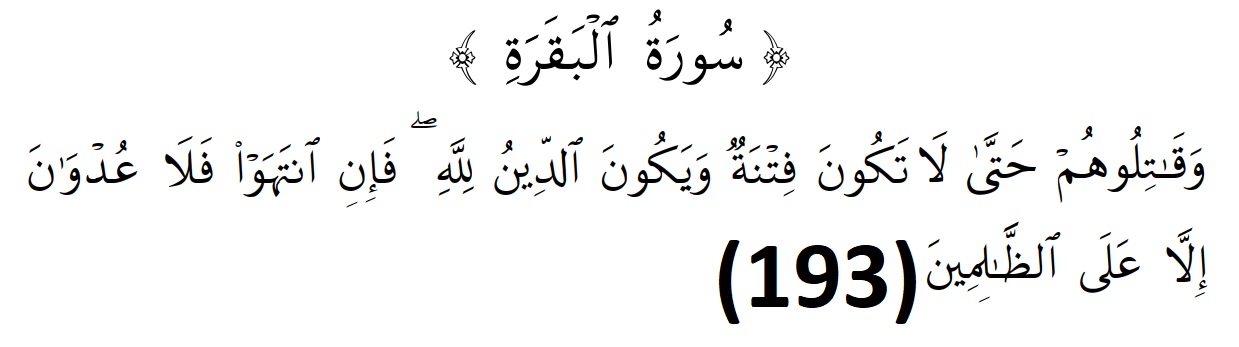 ﴿ سُورَةُ ٱلْبَقَرَةِ ﴾
وَقَـٰتِلُوهُمْ حَتَّىٰ لَا تَكُونَ فِتْنَةٌ وَيَكُونَ ٱلدِّينُ لِلَّهِ ۖ فَإِنِ ٱنتَهَوْا۟ فَلَا عُدْوَٰنَ
إِلَّا عَلَى ٱلظَّـٰلِمِينَ (193)